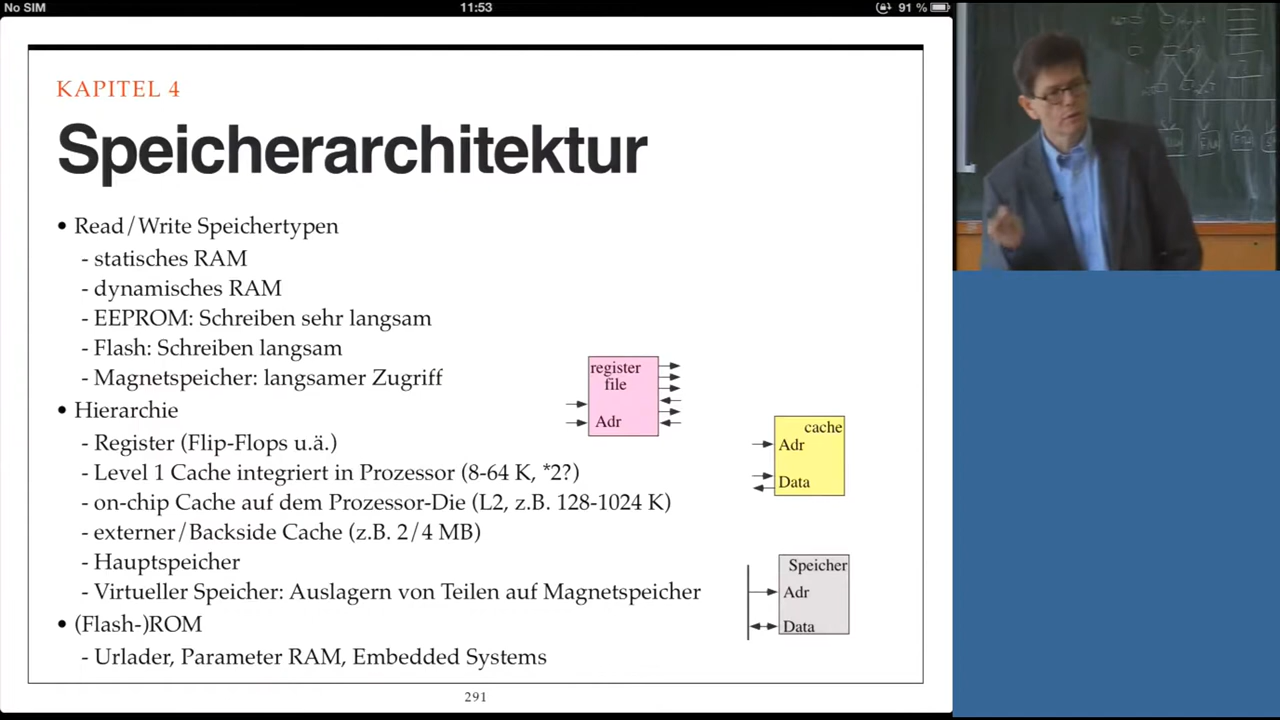 No SIM
11:53
91 %
KAPITEL 4
Speicherarchitektur
• Read/Write Speichertypen
- statisches RAM
- dynamisches RAM
- EEPROM: Schreiben sehr langsam
- Flash: Schreiben langsam
- Magnetspeicher: langsamer Zugriff
• Hierarchie
- Register (Flip-Flops u.ä.)
- Level 1 Cache integriert in Prozessor (8-64 K, *2?)
- on-chip Cache auf dem Prozessor-Die (L2, z.B. 128-1024 K)
- externer/Backside Cache (z.B. 2/4 MB)
- Hauptspeicher
- Virtueller Speicher: Auslagern von Teilen auf Magnetspeicher
• (Flash-)ROM
- Urlader, Parameter RAM, Embedded Systems
register
file
Adr
cache
Adr
Data
Speicher
Adr
Data
291